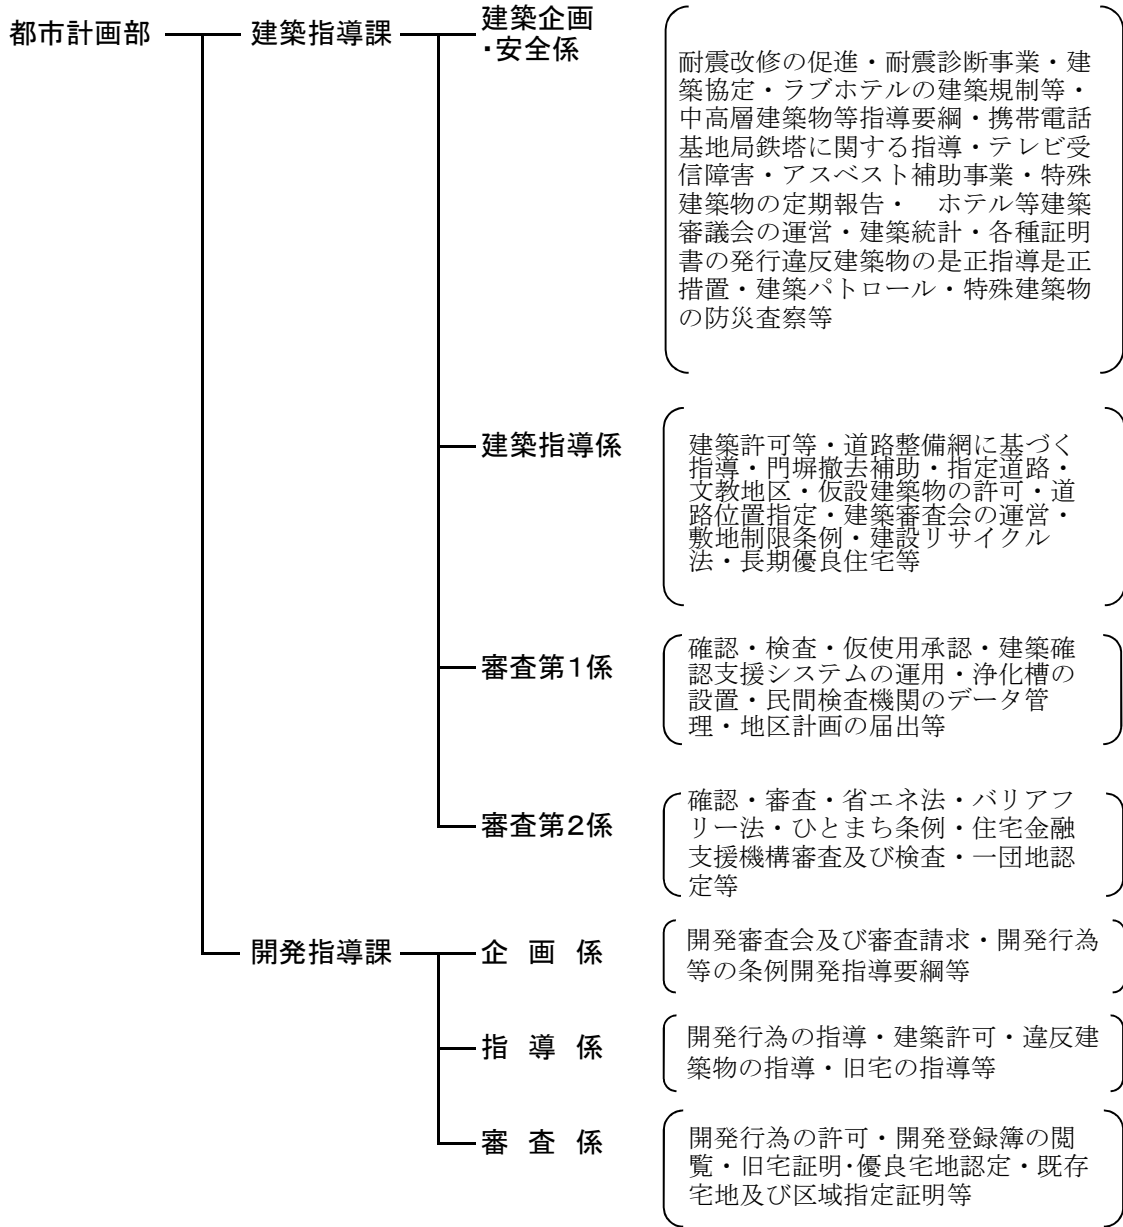 都市計画部
建築指導課
建築企画
・安全係
耐震改修の促進・耐震診断事業・建
築協定・ラブホテルの建築規制等・
中高層建築物等指導要綱・携帯電話
基地局鉄塔に関する指導・テレビ受
信障害・アスベスト補助事業・特殊
建築物の定期報告・　ホテル等建築
審議会の運営・建築統計・各種証明
書の発行違反建築物の是正指導是正
措置・建築パトロール・特殊建築物
の防災査察等
建築指導係
建築許可等・道路整備網に基づく
指導・門塀撤去補助・指定道路・
文教地区・仮設建築物の許可・道
路位置指定・建築審査会の運営・
敷地制限条例・建設リサイクル
法・長期優良住宅等
審査第1係
確認・検査・仮使用承認・建築確
認支援システムの運用・浄化槽の
設置・民間検査機関のデータ管
理・地区計画の届出等
審査第2係
確認・審査・省エネ法・バリアフ
リー法・ひとまち条例・住宅金融
支援機構審査及び検査・一団地認
定等
開発指導課
企　画　係
開発審査会及び審査請求・開発行為
等の条例開発指導要綱等
指　導　係
開発行為の指導・建築許可・違反建
築物の指導・旧宅の指導等
審　査　係
開発行為の許可・開発登録簿の閲
覧・旧宅証明・優良宅地認定・既存
宅地及び区域指定証明等